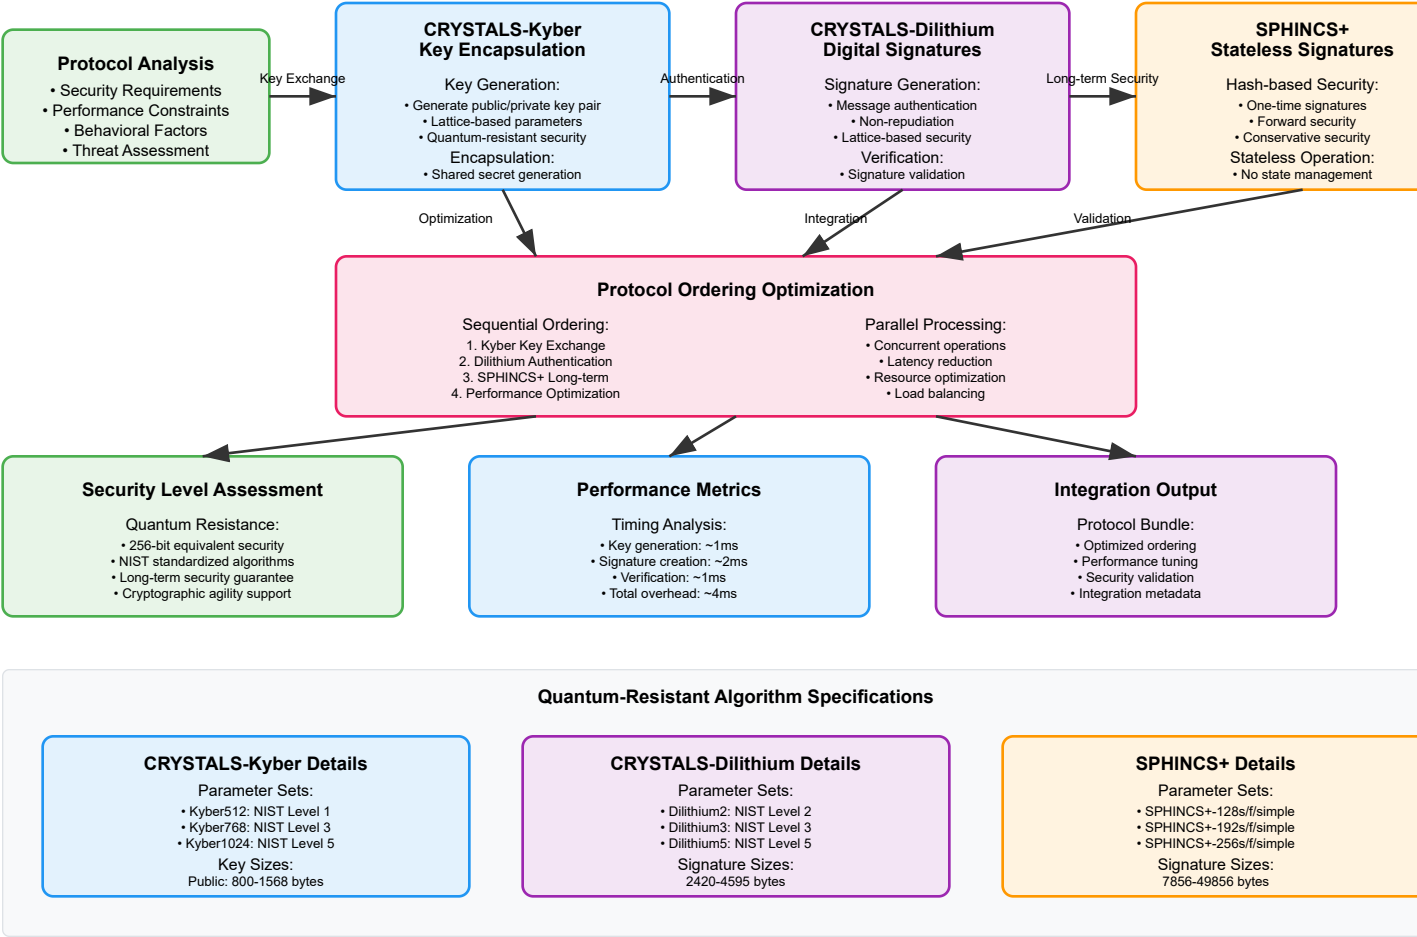 Protocol Analysis
• Security Requirements
• Performance Constraints
• Behavioral Factors
• Threat Assessment
Key Exchange
CRYSTALS-Kyber
Key Encapsulation
Key Generation:
• Generate public/private key pair
• Lattice-based parameters
• Quantum-resistant security
Encapsulation:
• Shared secret generation
Authentication
CRYSTALS-Dilithium
Digital Signatures
Signature Generation:
• Message authentication
• Non-repudiation
• Lattice-based security
Verification:
• Signature validation
Long-term Security
SPHINCS+
Stateless Signatures
Hash-based Security:
• One-time signatures
• Forward security
• Conservative security
Stateless Operation:
• No state management
Optimization
Integration
Validation
Protocol Ordering Optimization
Sequential Ordering:
1. Kyber Key Exchange
2. Dilithium Authentication
3. SPHINCS+ Long-term
4. Performance Optimization
Parallel Processing:
• Concurrent operations
• Latency reduction
• Resource optimization
• Load balancing
Security Level Assessment
Quantum Resistance:
• 256-bit equivalent security
• NIST standardized algorithms
• Long-term security guarantee
• Cryptographic agility support
Performance Metrics
Timing Analysis:
• Key generation: ~1ms
• Signature creation: ~2ms
• Verification: ~1ms
• Total overhead: ~4ms
Integration Output
Protocol Bundle:
• Optimized ordering
• Performance tuning
• Security validation
• Integration metadata
Quantum-Resistant Algorithm Specifications
CRYSTALS-Kyber Details
Parameter Sets:
• Kyber512: NIST Level 1
• Kyber768: NIST Level 3
• Kyber1024: NIST Level 5
Key Sizes:
Public: 800-1568 bytes
CRYSTALS-Dilithium Details
Parameter Sets:
• Dilithium2: NIST Level 2
• Dilithium3: NIST Level 3
• Dilithium5: NIST Level 5
Signature Sizes:
2420-4595 bytes
SPHINCS+ Details
Parameter Sets:
• SPHINCS+-128s/f/simple
• SPHINCS+-192s/f/simple
• SPHINCS+-256s/f/simple
Signature Sizes:
7856-49856 bytes